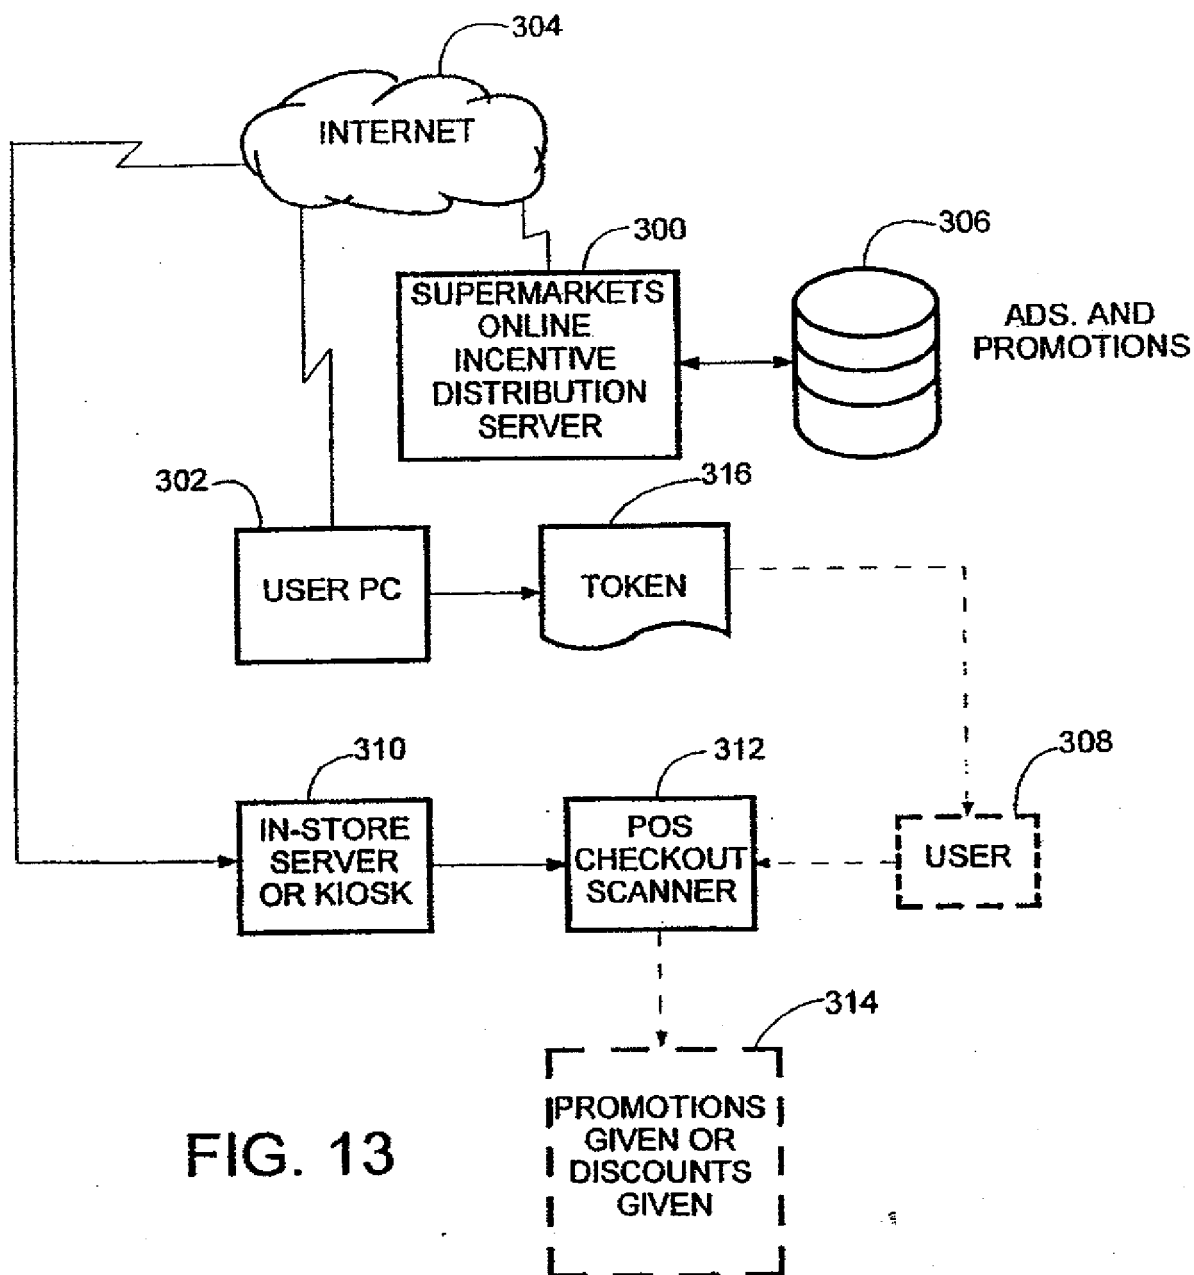 304
INTERNET
300
306
SUPERMARKETS
ONLINE
INCENTIVE
DISTRIBUTION
SERVER
ADS. AND
PROMOTIONS
302
316
USER PC
TOKEN
310
312
308
IN-STORE
SERVER
OR KIOSK
POS
CHECKOUT
SCANNER
USER
314
PROMOTIONS
GIVEN OR
DISCOUNTS
GIVEN
FIG. 13